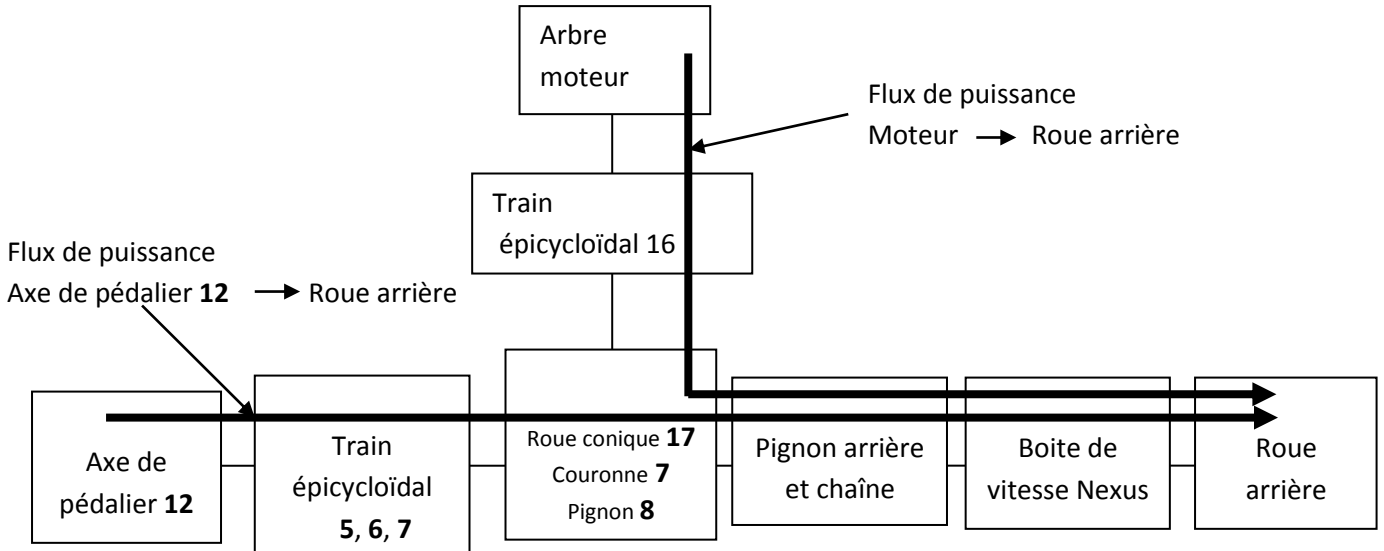 Arbre
moteur
Flux de puissance
Moteur → Roue arrière
Train
épicycloïdal 16
Flux de puissance
Axe de pédalier 12 → Roue arrière
Axe de
pédalier 12
Train
épicycloïdal
5, 6, 7
Roue conique 17
Couronne 7
Pignon 8
Pignon arrière
et chaîne
Boite de
vitesse Nexus
Roue
arrière